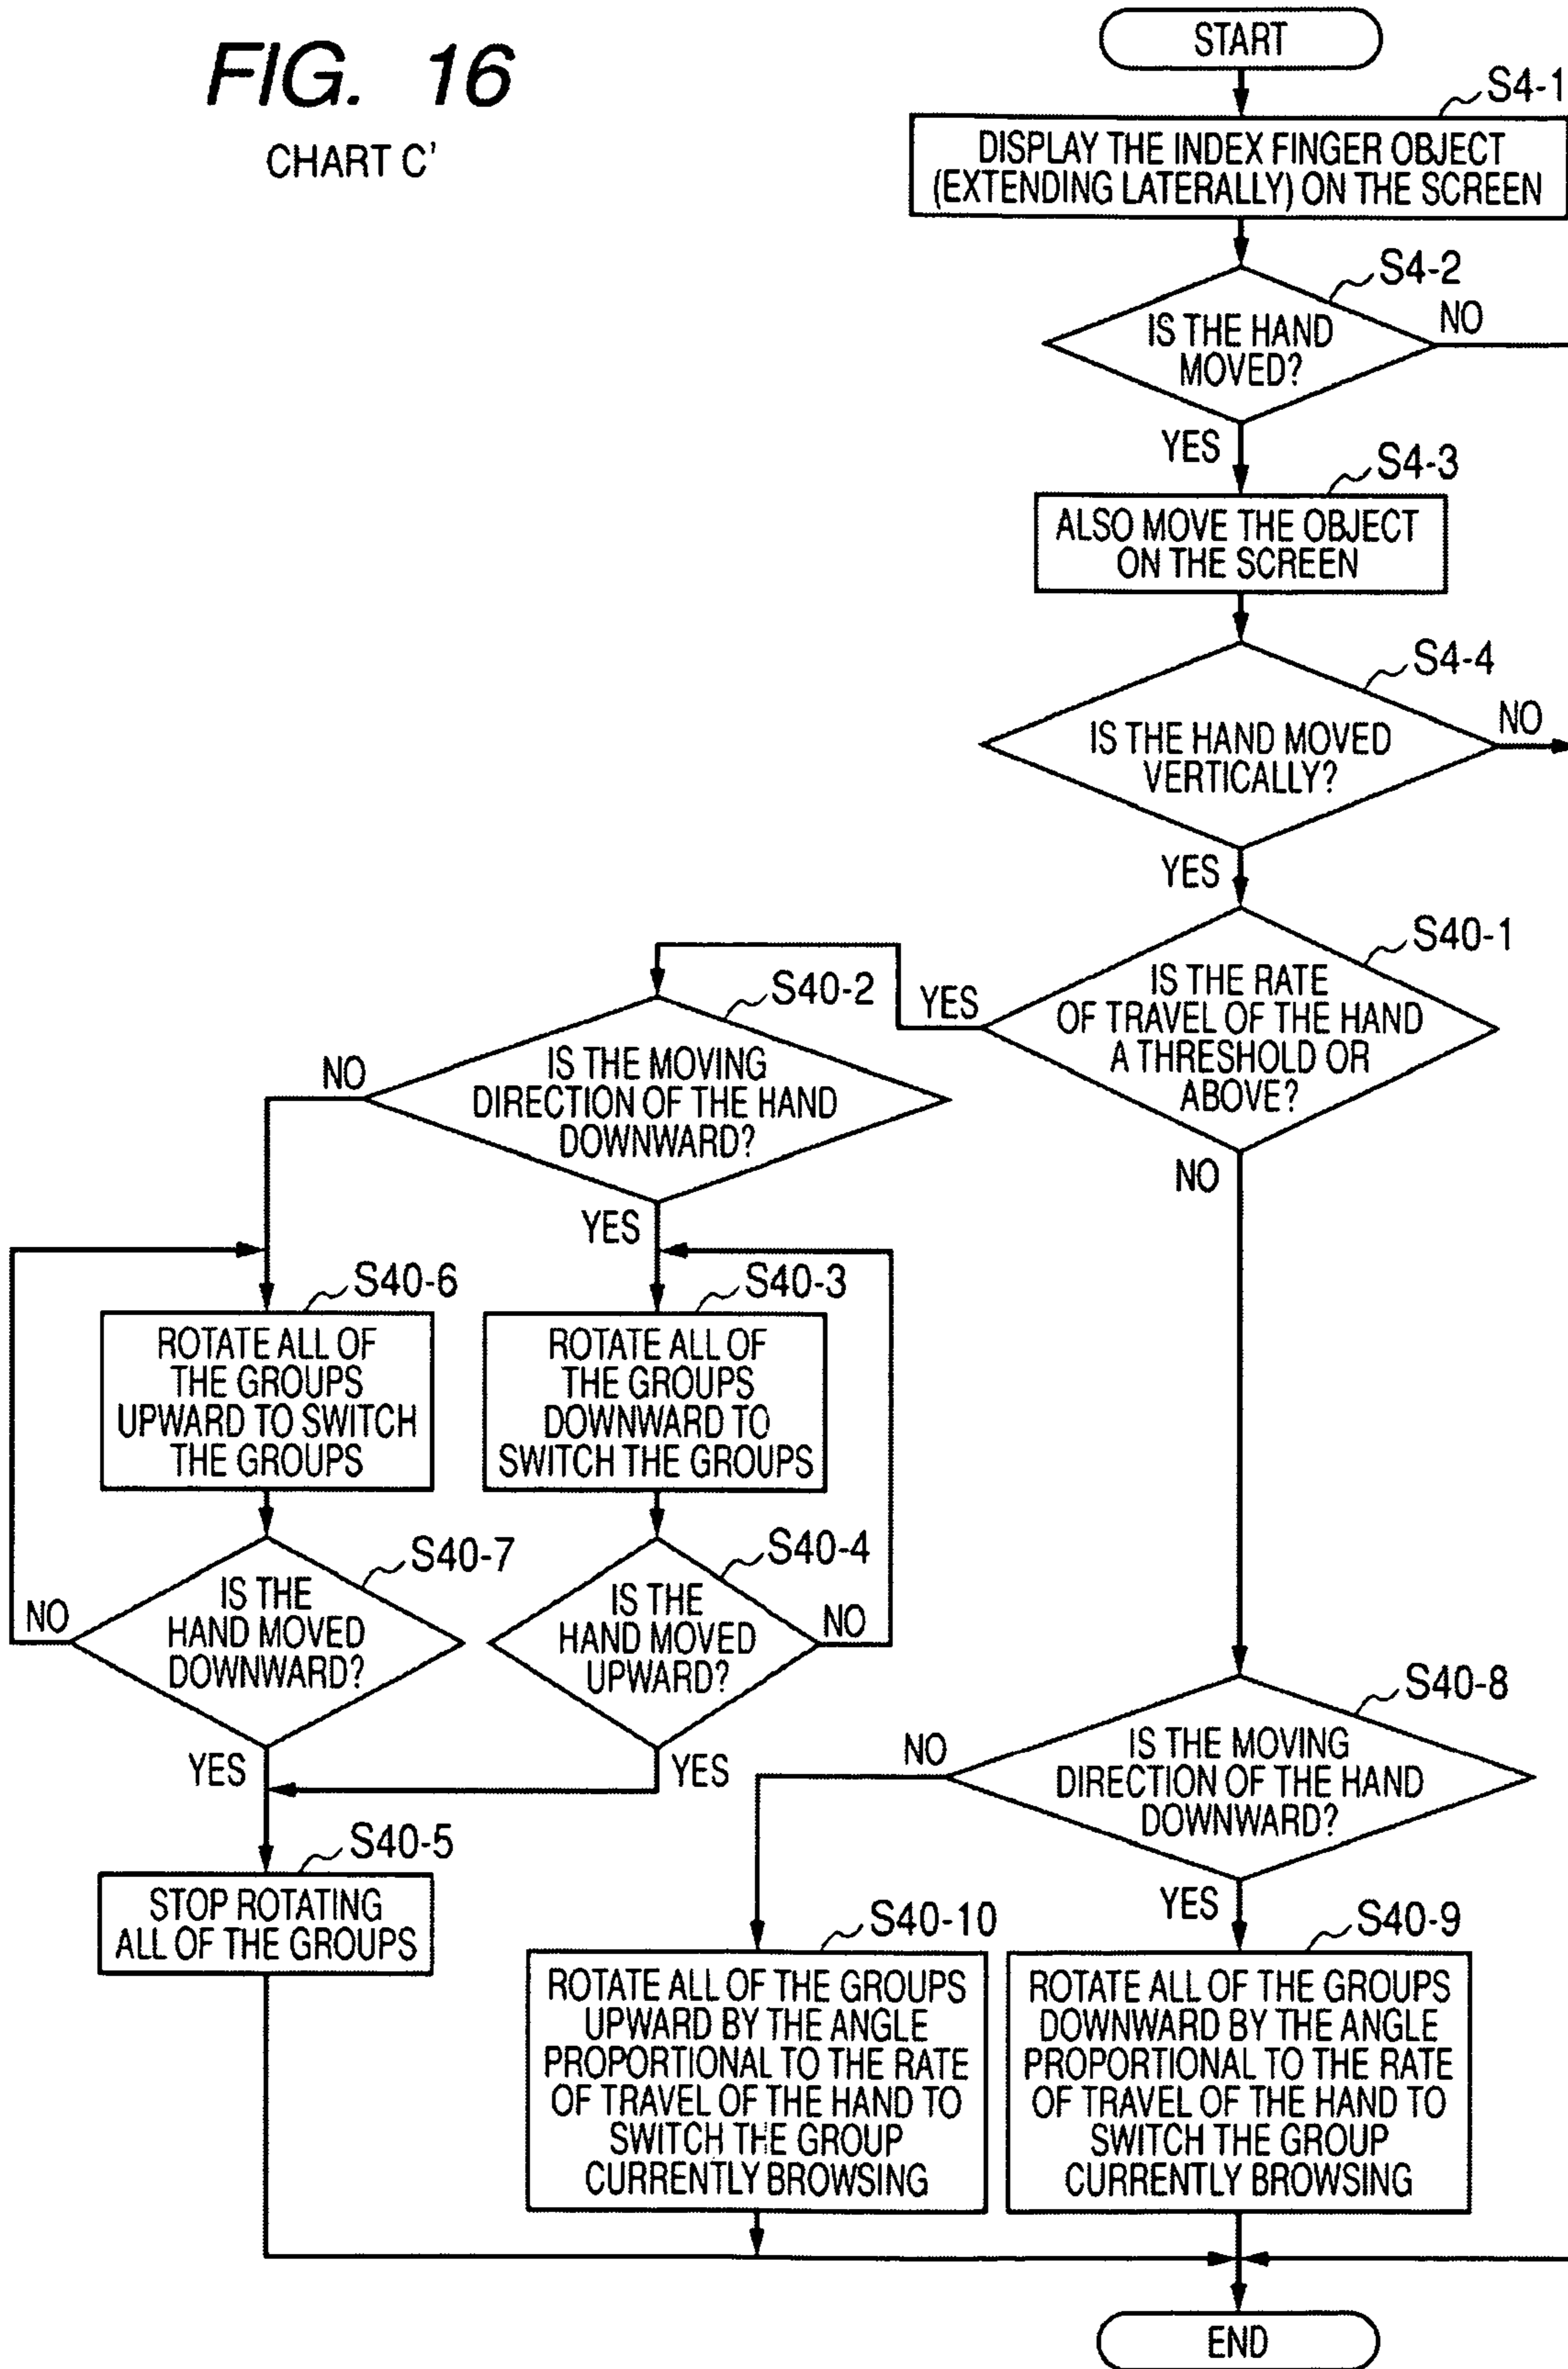 FIG. 16
CHART C'
START
S4-1
DISPLAY THE INDEX FINGER OBJECT
(EXTENDING LATERALLY) ON THE SCREEN
S4-2
IS THE HAND
MOVED?
NO
YES
S4-3
ALSO MOVE THE OBJECT
ON THE SCREEN
S4-4
IS THE HAND MOVED
VERTICALLY?
NO
YES
S40-1
IS THE RATE
OF TRAVEL OF THE HAND
A THRESHOLD OR
ABOVE?
YES
NO
S40-2
IS THE MOVING
DIRECTION OF THE HAND
DOWNWARD?
NO
YES
S40-6
ROTATE ALL OF
THE GROUPS
UPWARD TO SWITCH
THE GROUPS
S40-3
ROTATE ALL OF
THE GROUPS
DOWNWARD TO
SWITCH THE GROUPS
S40-7
IS THE
HAND MOVED
DOWNWARD?
NO
YES
S40-4
IS THE
HAND MOVED
UPWARD?
NO
YES
S40-5
STOP ROTATING
ALL OF THE GROUPS
S40-8
IS THE MOVING
DIRECTION OF THE HAND
DOWNWARD?
NO
YES
S40-10
ROTATE ALL OF THE GROUPS
UPWARD BY THE ANGLE
PROPORTIONAL TO THE RATE
OF TRAVEL OF THE HAND TO
SWITCH THE GROUP
CURRENTLY BROWSING
S40-9
ROTATE ALL OF THE GROUPS
DOWNWARD BY THE ANGLE
PROPORTIONAL TO THE RATE
OF TRAVEL OF THE HAND TO
SWITCH THE GROUP
CURRENTLY BROWSING
END